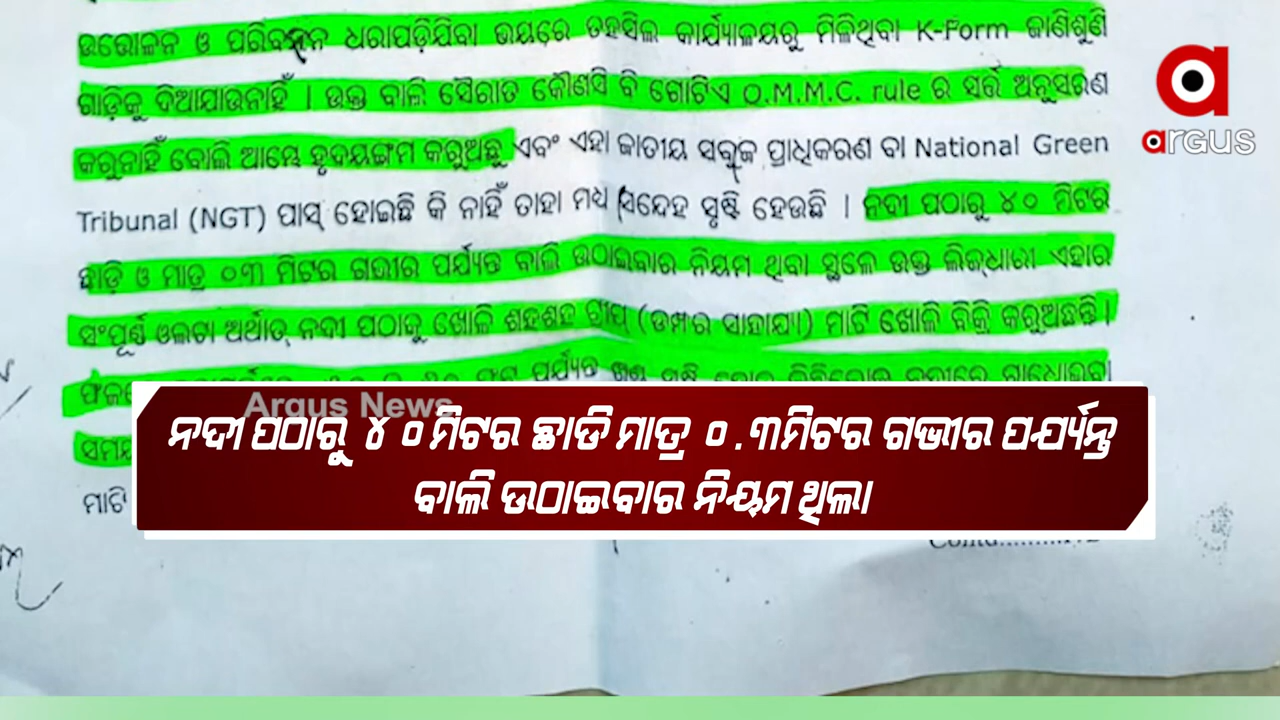 ଉତ୍ତୋଳନ ଓ ପରିବହନ ଧରାପଡ଼ିଯିବା ଭୟରେ ତହସିଲ କାର୍ଯ୍ୟାଳୟରୁ ମିଳିଥିବା K-Form ଜାଣିଶୁଣି
ଗାଡ଼ିକୁ ଦିଆଯାଉନାହିଁ । ଉକ୍ତ ବାଲି ସୈରାତ କୌଣସି ବି ଗୋଟିଏ O.M.M.C. rule ର ସର୍ତ୍ତ ଅନୁସରଣ
କରୁନାହିଁ ବୋଲି ଆମ୍ଭେ ହୃଦୟଙ୍ଗମ କରୁଅଛୁ ଏବଂ ଏହା ଜାତୀୟ ସବୁଜ ପ୍ରାଧିକରଣ ବା National Green
Tribunal (NGT) ପାସ୍ ହୋଇଛି କି ନାହିଁ ତାହା ମଧ୍ୟ ସନ୍ଦେହ ସୃଷ୍ଟି ହେଉଛି । ନଦୀ ପଠାରୁ ୪୦ ମିଟର
ଛାଡ଼ି ଓ ମାତ୍ର ୦୩ ମିଟର ଗଭୀର ପର୍ଯ୍ୟନ୍ତ ବାଲି ଉଠାଇବାର ନିୟମ ଥିବା ସ୍ଥଳେ ଉକ୍ତ ଲିଜ୍‌ଧାରୀ ଏହାର
ସଂପୂର୍ଣ୍ଣ ଓଲଟା ଅର୍ଥାତ୍ ନଦୀ ପଠାକୁ ଖୋଳି ଶହଶହ ଟ୍ରୀପ୍ (ଡମ୍ପର ସାହାଯ୍ୟ) ମାଟି ଖୋଳି ବିକ୍ରି କରୁଅଛନ୍ତି ।
ପର୍ଯ୍ୟନ୍ତ
ମାଟି
argus
Argus News
ନଦୀ ପଠାରୁ ୪୦ମିଟର ଛାଡି ମାତ୍ର ୦.୩ମିଟର ଗଭୀର ପର୍ଯ୍ୟନ୍ତ
ବାଲି ଉଠାଇବାର ନିୟମ ଥିଲା